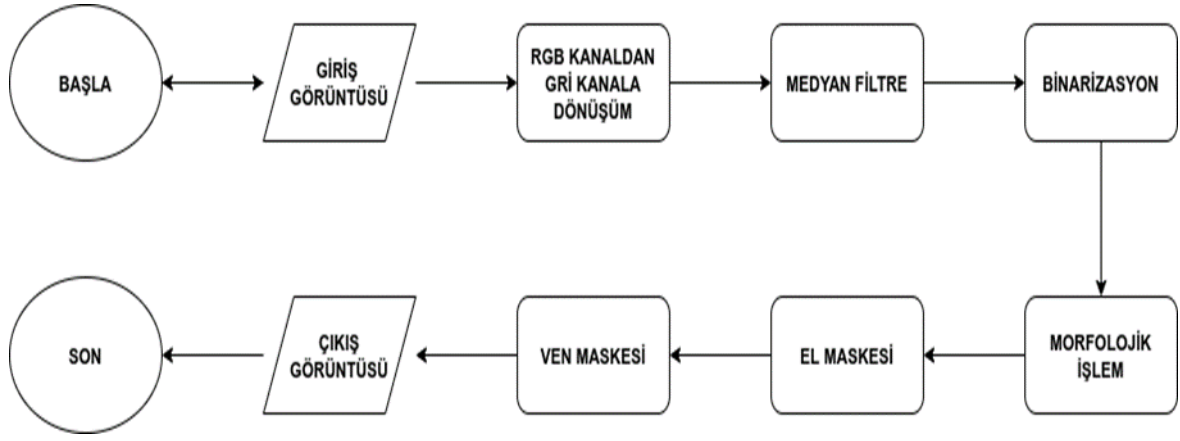 BAŞLA
GİRİŞ
GÖRÜNTÜSÜ
RGB KANALDAN
GRİ KANALA
DÖNÜŞÜM
MEDYAN FİLTRE
BİNARİZASYON
MORFOLOJİK
İŞLEM
EL MASKESİ
VEN MASKESİ
ÇIKIŞ
GÖRÜNTÜSÜ
SON